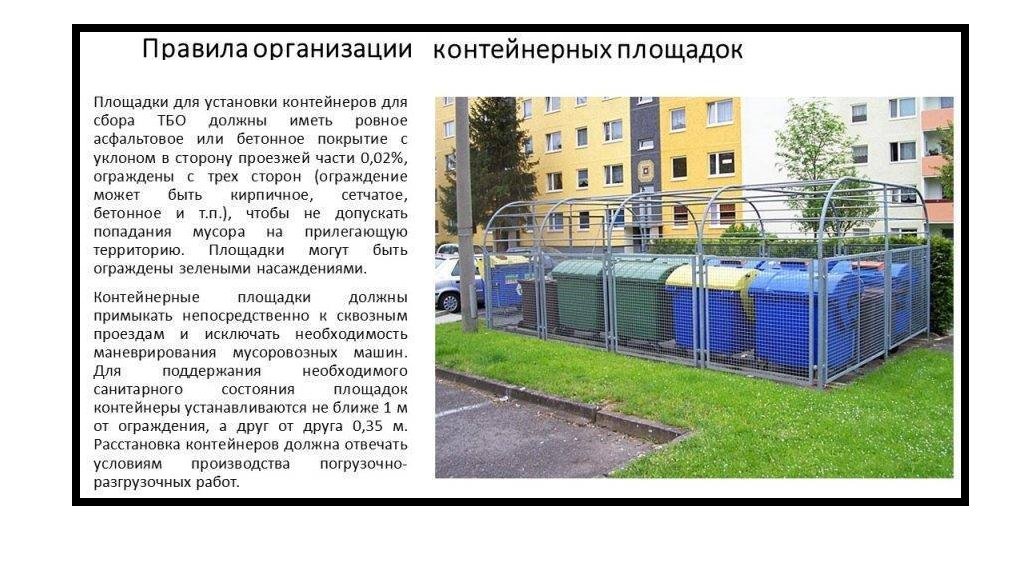 Правила организации контейнерных площадок
Площадки для установки контейнеров для
сбора ТБО должны иметь ровное
асфальтовое или бетонное покрытие с
уклоном в сторону проезжей части 0,02%,
ограждены с трех сторон (ограждение
может быть кирпичное, сетчатое,
бетонное и т.п.), чтобы не допускать
попадания мусора на прилегающую
территорию. Площадки могут быть
ограждены зелеными насаждениями.
Контейнерные площадки должны
примыкать непосредственно к сквозным
проездам и исключать необходимость
маневрирования мусоровозных машин.
Для поддержания необходимого
санитарного состояния площадок
контейнеры устанавливаются не ближе 1 м
от ограждения, а друг от друга 0,35 м.
Расстановка контейнеров должна отвечать
условиям производства погрузочно-
разгрузочных работ.